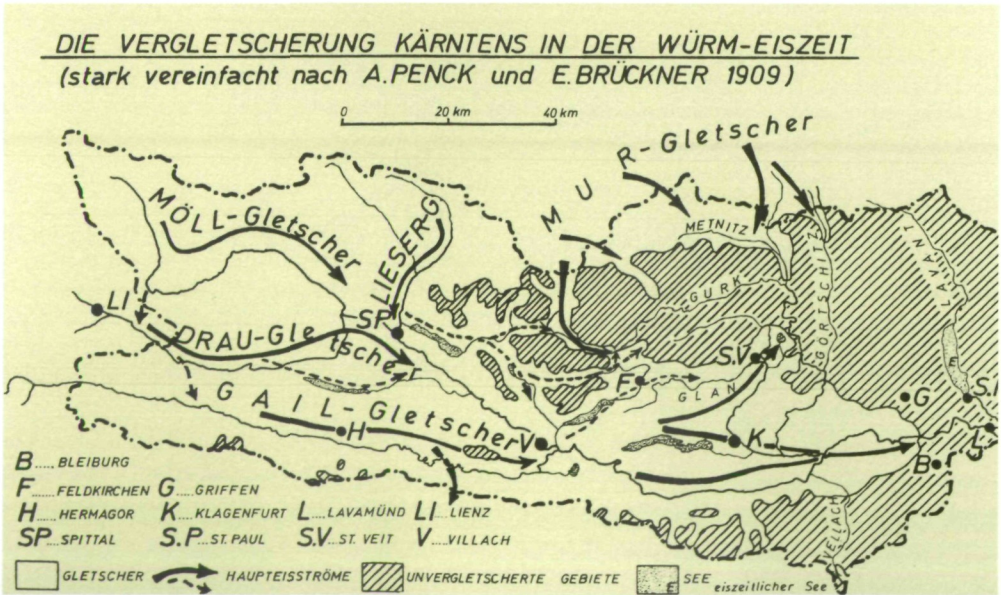 DIE VERGLETSCHERUNG KÄRNTENS IN DER WÜRM-EISZEIT
(stark vereinfacht nach A.PENCK und E.BRÜCKNER 1909)
0 20 km 40 km
MUR-Gletscher
MÖLL-Gletscher
LIESER-G
METNITZ
GURK
GÖRTSCHITZ
LAVANT
LI
DRAU-Gletscher
SP
S.V
E
F
GLAN
G
S.P
GAIL-Gletscher
H
V
K
B
L
VELLACH
B.....BLEIBURG
F.....FELDKIRCHEN G.....GRIFFEN
H.....HERMAGOR K.....KLAGENFURT L.....LAVAMÜND LI...LIENZ
SP...SPITTAL S.P...ST.PAUL S.V...ST.VEIT V...VILLACH
GLETSCHER HAUPTEISSTRÖME UNVERGLETSCHERTE GEBIETE SEE
E eiszeitlicher See